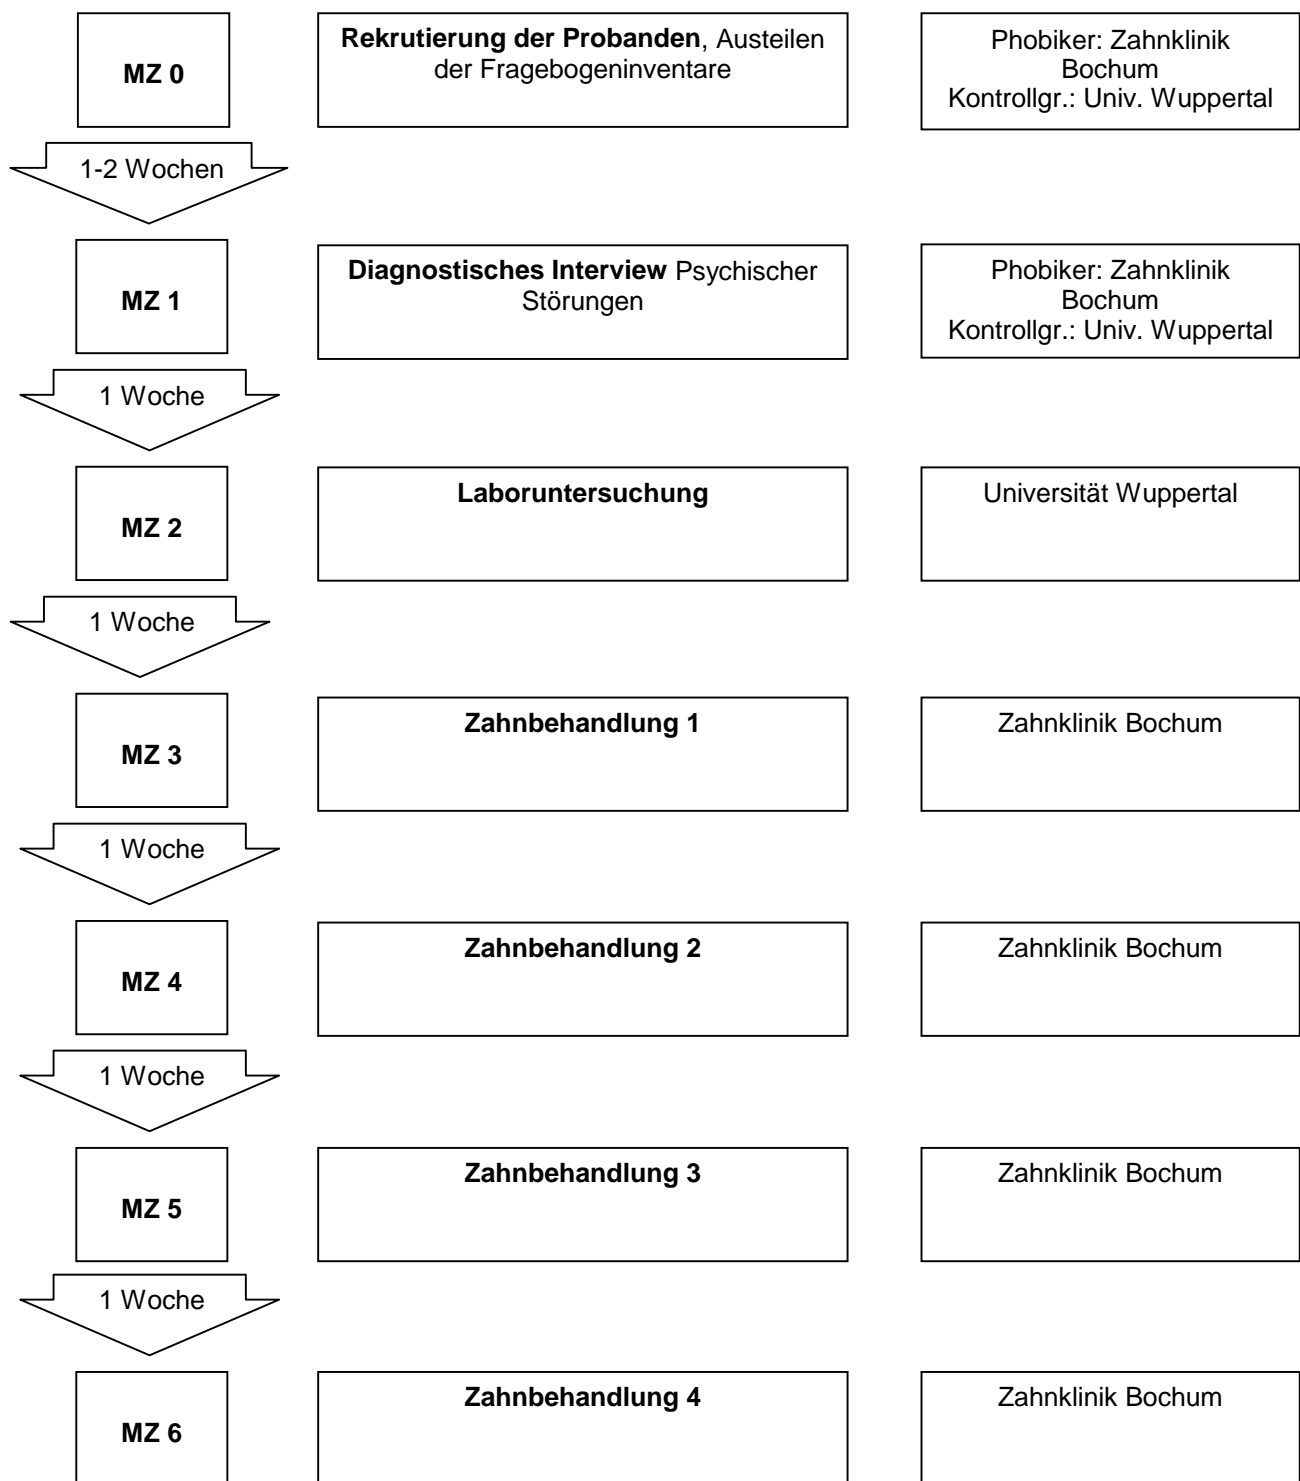 MZ 0
Rekrutierung der Probanden, Austeilen
der Fragebogeninventare
Phobiker: Zahnklinik
Bochum
Kontrollgr.: Univ. Wuppertal
1-2 Wochen
MZ 1
Diagnostisches Interview Psychischer
Störungen
Phobiker: Zahnklinik
Bochum
Kontrollgr.: Univ. Wuppertal
1 Woche
MZ 2
Laboruntersuchung
Universität Wuppertal
1 Woche
MZ 3
Zahnbehandlung 1
Zahnklinik Bochum
1 Woche
MZ 4
Zahnbehandlung 2
Zahnklinik Bochum
1 Woche
MZ 5
Zahnbehandlung 3
Zahnklinik Bochum
1 Woche
MZ 6
Zahnbehandlung 4
Zahnklinik Bochum